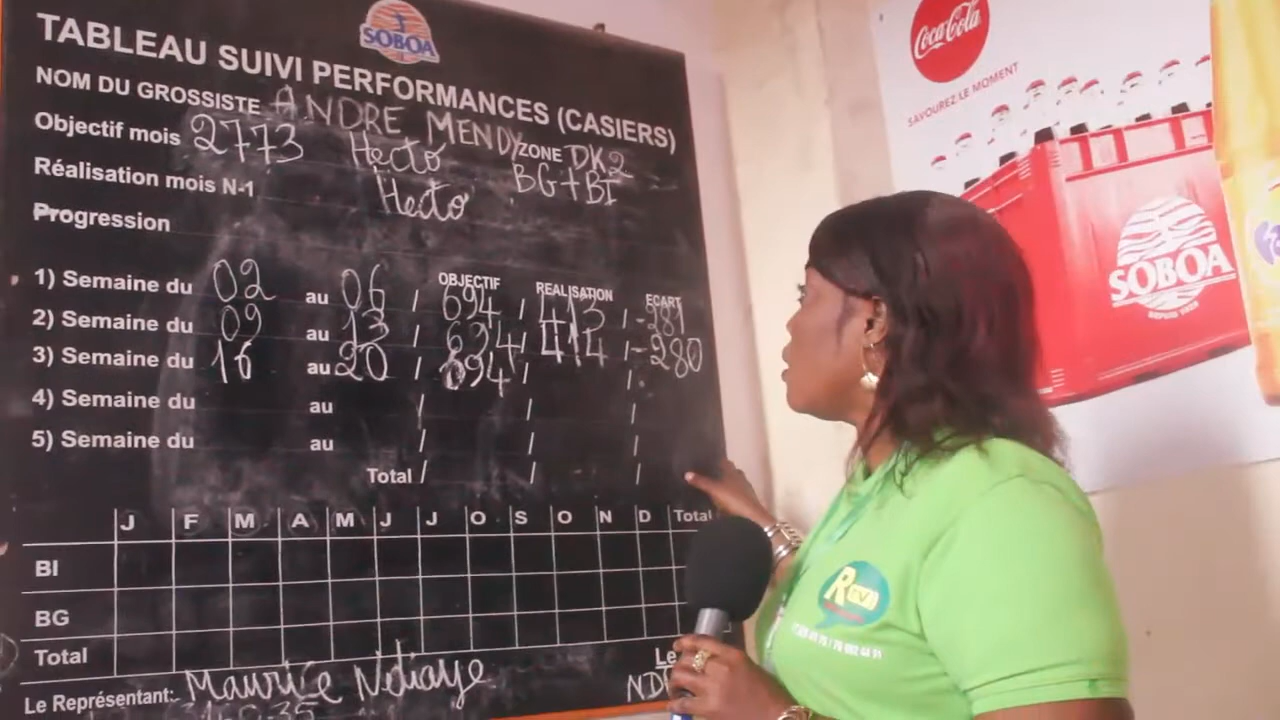 SOBOA
TABLEAU SUIVI PERFORMANCES (CASIERS)
NOM DU GROSSISTE ANDRE MENDY ZONE DK2
Objectif mois 2773 Hecto BG+BI
Réalisation mois N-1 Hecto
Progression
OBJECTIF REALISATION ECART
1) Semaine du 02 au 06 / 694 / 413 / -281
2) Semaine du 09 au 13 / 694 / 414 / -280
3) Semaine du 16 au 20 / 694 / /
4) Semaine du au / / /
5) Semaine du au / / /
Total / / /
J F M A M J J O S O N D Total
BI
BG
Total
Le Représentant: Maurice Ndiaye
Le
Coca-Cola
SAVOUREZ LE MOMENT
SOBOA
DEPUIS
R